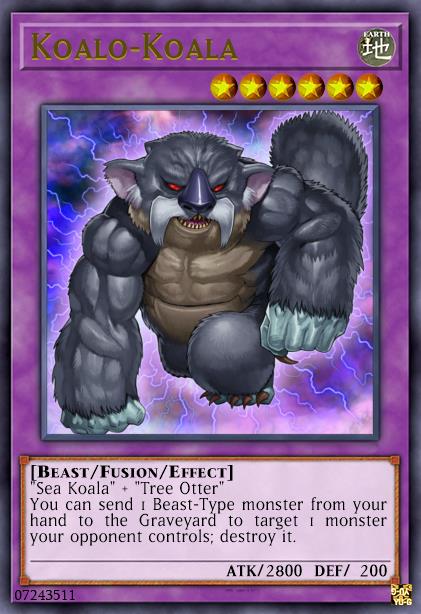 Koalo-Koala
EARTH
地
[Beast/Fusion/Effect]
"Sea Koala" + "Tree Otter"
You can send 1 Beast-Type monster from your
hand to the Graveyard to target 1 monster
your opponent controls; destroy it.
ATK/2800 DEF/ 200
07243511